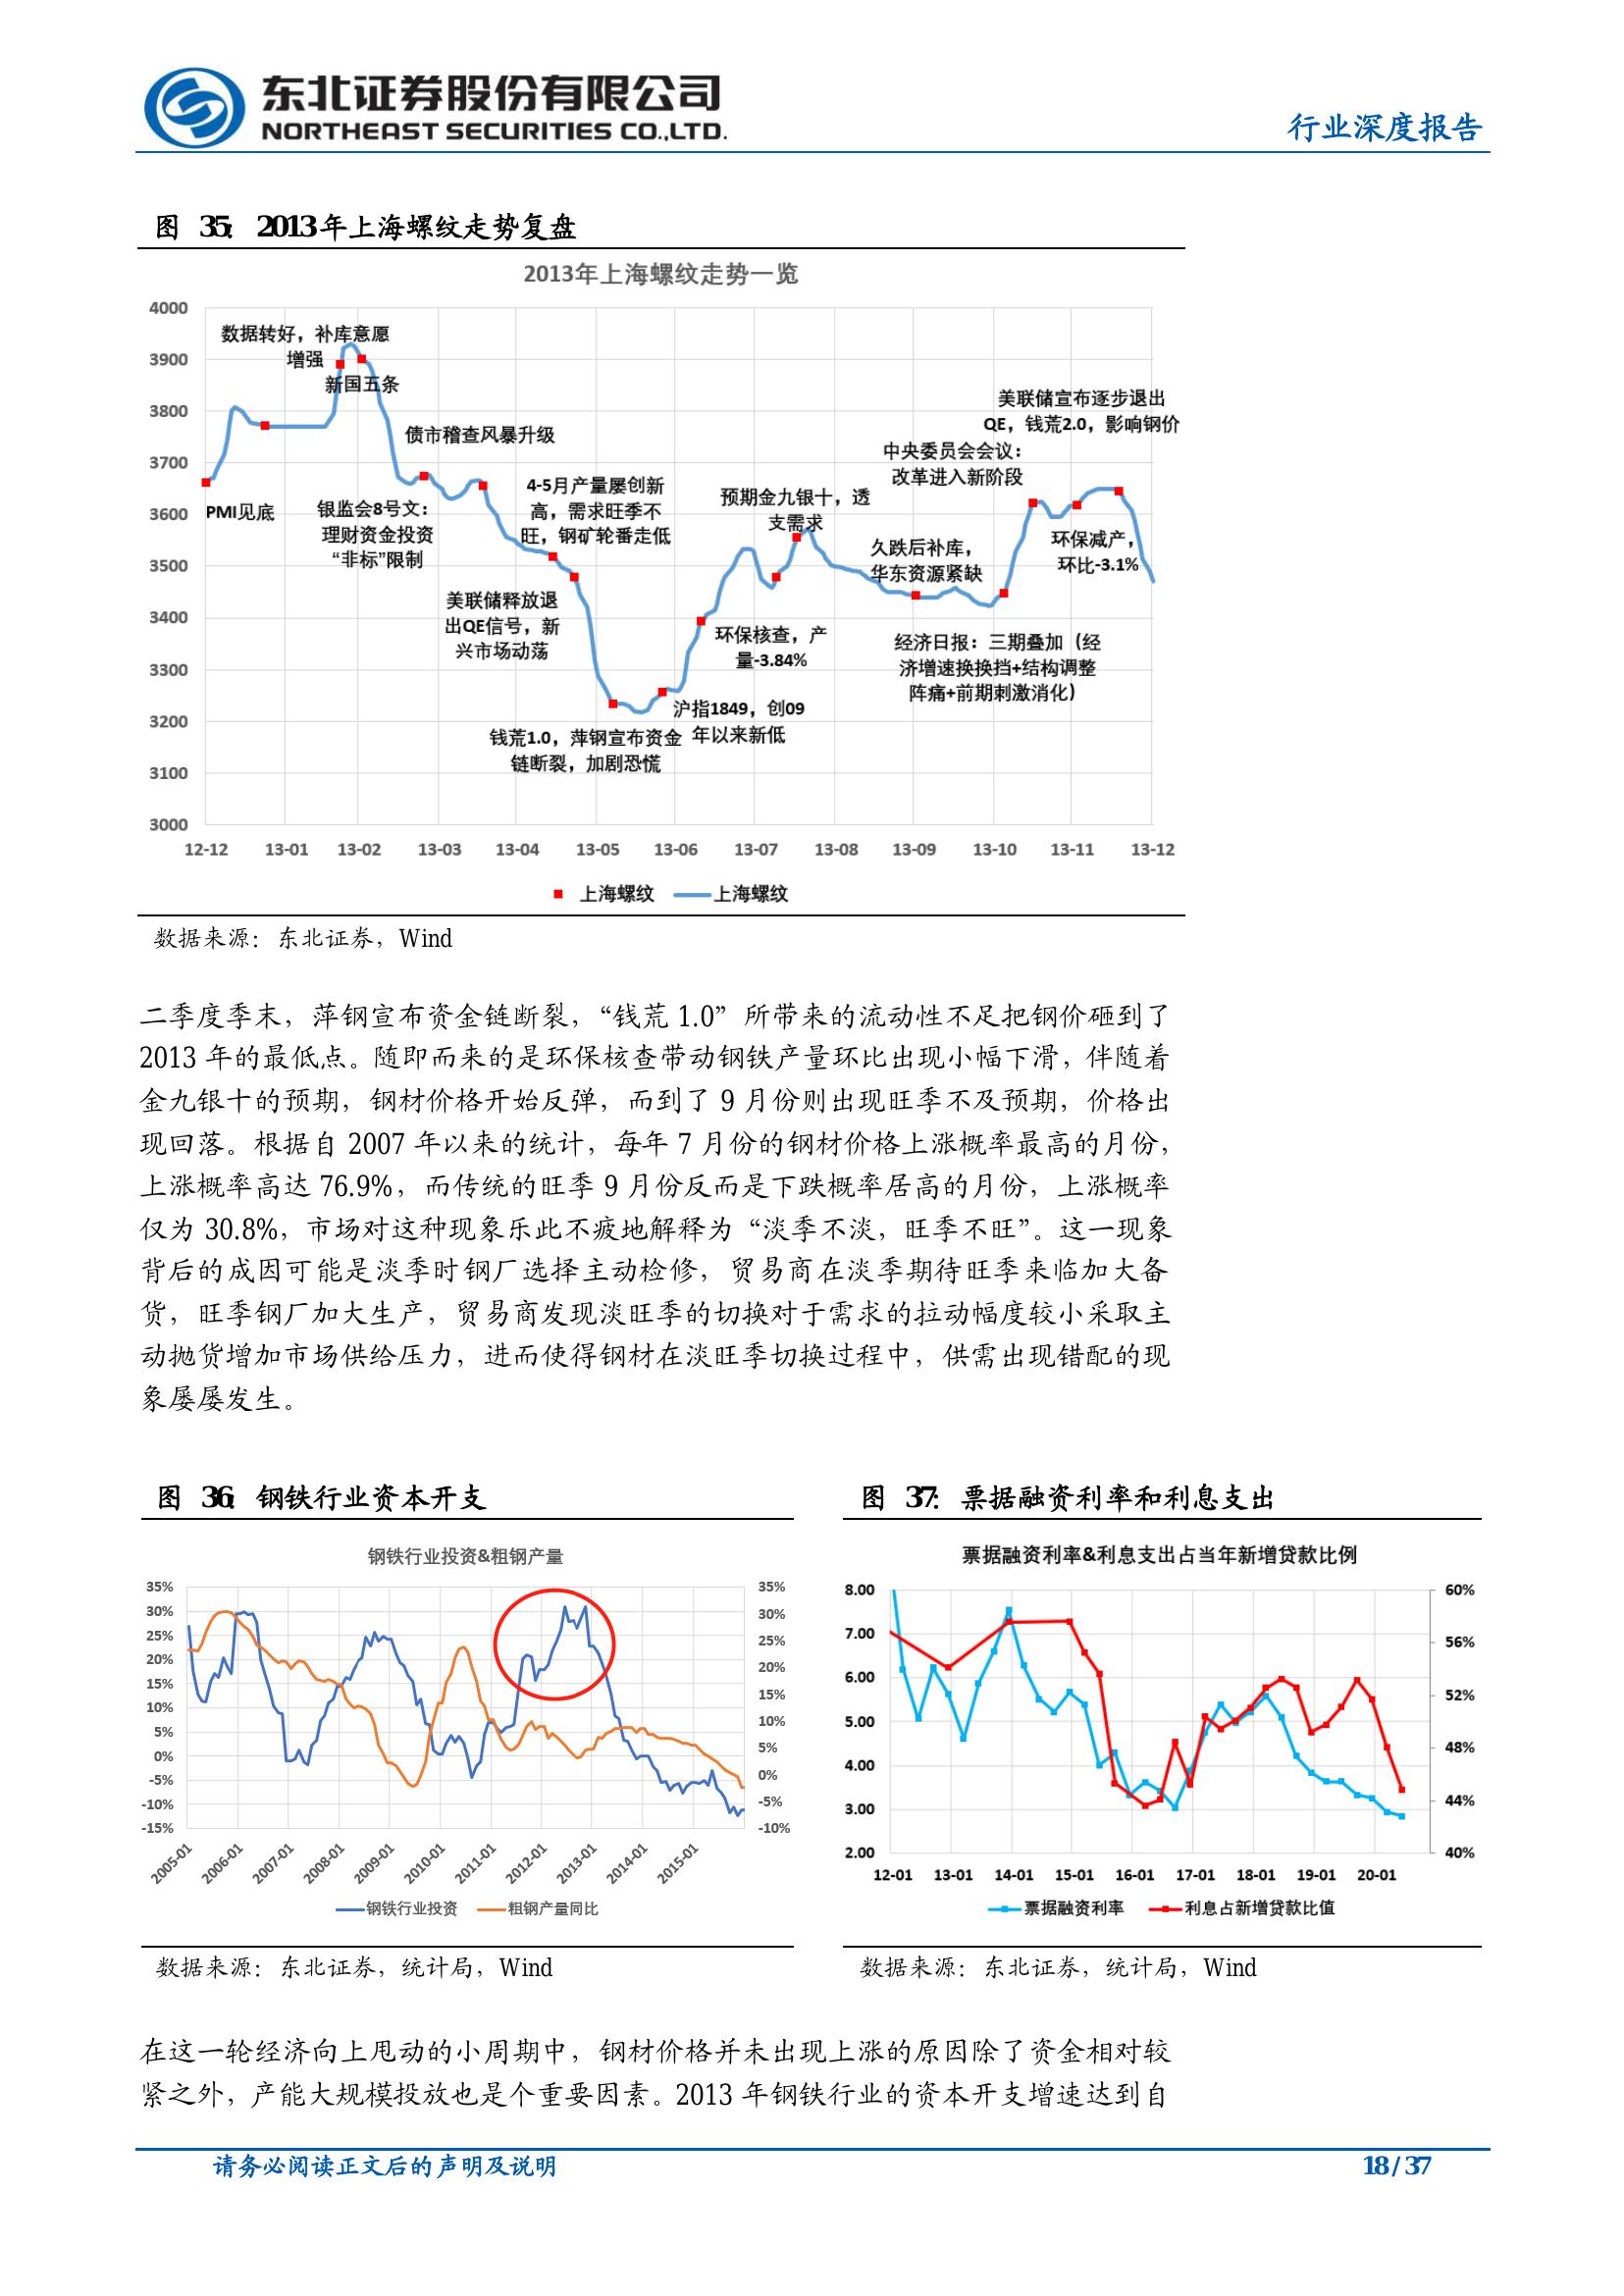 东北证券股份有限公司
NORTHEAST SECURITIES CO.,LTD.
行业深度报告
图 35: 2013年上海螺纹走势复盘
2013年上海螺纹走势一览
4000
3900
3800
3700
3600
3500
3400
3300
3200
3100
3000
数据转好，补库意愿
增强
新国五条
债市稽查风暴升级
PMI见底
银监会8号文：
理财资金投资
“非标”限制
4-5月产量屡创新
高，需求旺季不
旺，钢矿轮番走低
美联储释放退
出QE信号，新
兴市场动荡
钱荒1.0，萍钢宣布资金
链断裂，加剧恐慌
沪指1849，创09
年以来新低
环保核查，产
量-3.84%
预期金九银十，透
支需求
久跌后补库，
华东资源紧缺
经济日报：三期叠加（经
济增速换换挡+结构调整
阵痛+前期刺激消化）
中央委员会会议：
改革进入新阶段
美联储宣布逐步退出
QE，钱荒2.0，影响钢价
环保减产，
环比-3.1%
12-12 13-01 13-02 13-03 13-04 13-05 13-06 13-07 13-08 13-09 13-10 13-11 13-12
上海螺纹 上海螺纹
数据来源：东北证券，Wind
二季度季末，萍钢宣布资金链断裂，“钱荒 1.0”所带来的流动性不足把钢价砸到了
2013 年的最低点。随即而来的是环保核查带动钢铁产量环比出现小幅下滑，伴随着
金九银十的预期，钢材价格开始反弹，而到了 9 月份则出现旺季不及预期，价格出
现回落。根据自 2007 年以来的统计，每年 7 月份的钢材价格上涨概率最高的月份，
上涨概率高达 76.9%，而传统的旺季 9 月份反而是下跌概率居高的月份，上涨概率
仅为 30.8%，市场对这种现象乐此不疲地解释为“淡季不淡，旺季不旺”。这一现象
背后的成因可能是淡季时钢厂选择主动检修，贸易商在淡季期待旺季来临加大备
货，旺季钢厂加大生产，贸易商发现淡旺季的切换对于需求的拉动幅度较小采取主
动抛货增加市场供给压力，进而使得钢材在淡旺季切换过程中，供需出现错配的现
象屡屡发生。
图 36: 钢铁行业资本开支
钢铁行业投资&粗钢产量
35%
30%
25%
20%
15%
10%
5%
0%
-5%
-10%
-15%
35%
30%
25%
20%
15%
10%
5%
0%
-5%
-10%
2005-01 2006-01 2007-01 2008-01 2009-01 2010-01 2011-01 2012-01 2013-01 2014-01 2015-01
钢铁行业投资 粗钢产量同比
数据来源：东北证券，统计局，Wind
图 37: 票据融资利率和利息支出
票据融资利率&利息支出占当年新增贷款比例
8.00
7.00
6.00
5.00
4.00
3.00
2.00
60%
56%
52%
48%
44%
40%
12-01 13-01 14-01 15-01 16-01 17-01 18-01 19-01 20-01
票据融资利率 利息占新增贷款比值
数据来源：东北证券，统计局，Wind
在这一轮经济向上甩动的小周期中，钢材价格并未出现上涨的原因除了资金相对较
紧之外，产能大规模投放也是个重要因素。2013 年钢铁行业的资本开支增速达到自
请务必阅读正文后的声明及说明
18 / 37